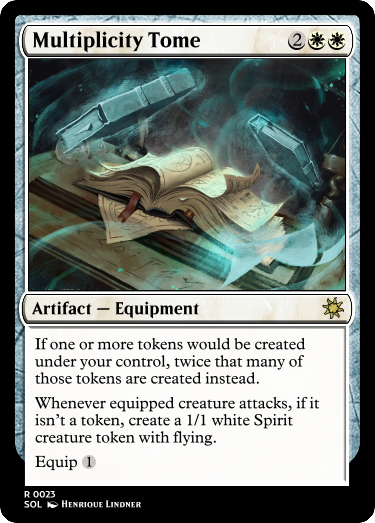 Multiplicity Tome 2
Artifact — Equipment
If one or more tokens would be created
under your control, twice that many of
those tokens are created instead.
Whenever equipped creature attacks, if it
isn't a token, create a 1/1 white Spirit
creature token with flying.
Equip 1
R 0023
SOL Henrique Lindner